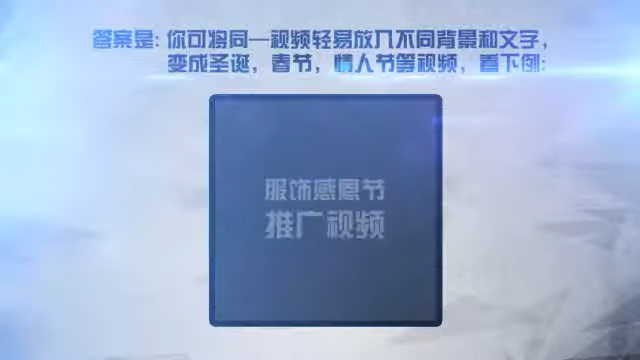 答案是: 你可将同一视频轻易放入不同背景和文字,
变成圣诞, 春节, 情人节等视频, 看下例:
服饰感恩节
推广视频